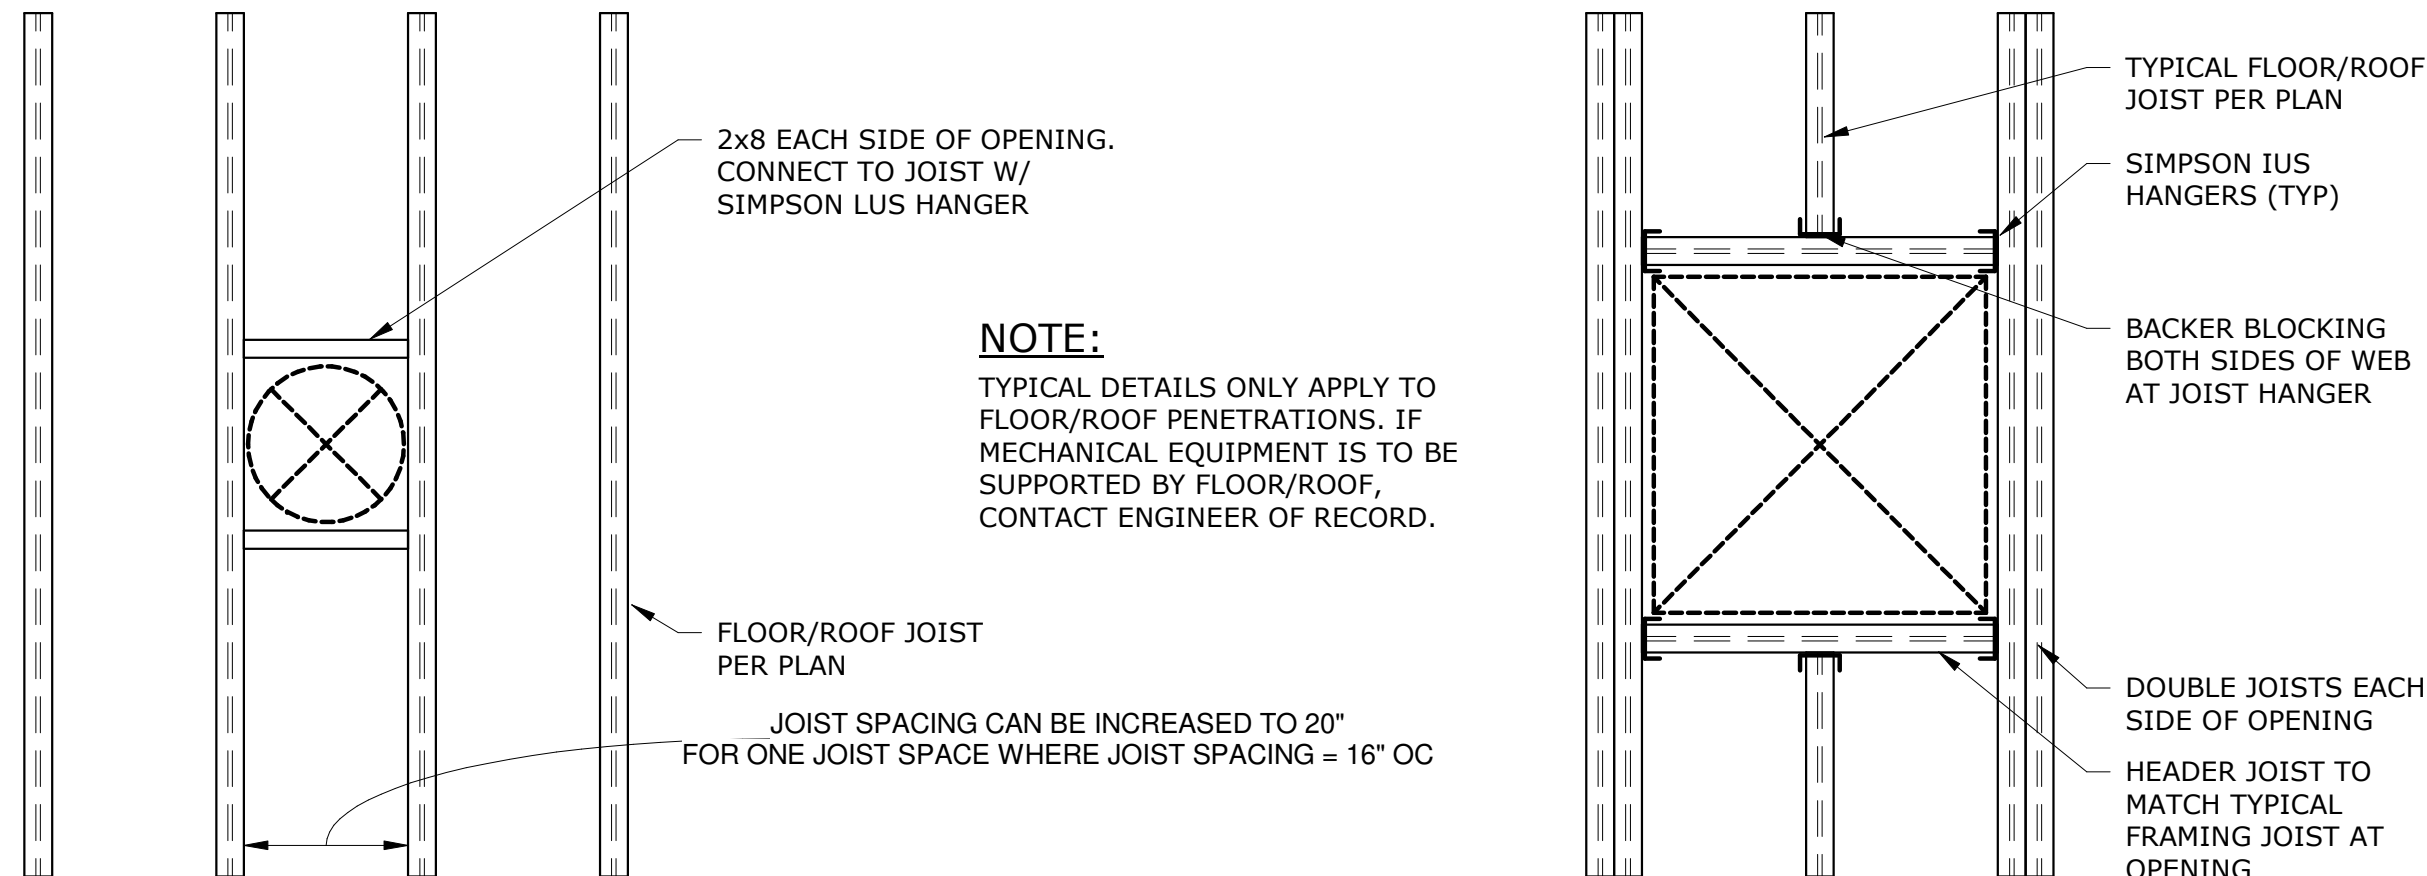 2x8 EACH SIDE OF OPENING.
CONNECT TO JOIST W/
SIMPSON LUS HANGER
NOTE:
TYPICAL DETAILS ONLY APPLY TO
FLOOR/ROOF PENETRATIONS. IF
MECHANICAL EQUIPMENT IS TO BE
SUPPORTED BY FLOOR/ROOF,
CONTACT ENGINEER OF RECORD.
FLOOR/ROOF JOIST
PER PLAN
JOIST SPACING CAN BE INCREASED TO 20"
FOR ONE JOIST SPACE WHERE JOIST SPACING = 16" OC
TYPICAL FLOOR/ROOF
JOIST PER PLAN
SIMPSON IUS
HANGERS (TYP)
BACKER BLOCKING
BOTH SIDES OF WEB
AT JOIST HANGER
DOUBLE JOISTS EACH
SIDE OF OPENING
HEADER JOIST TO
MATCH TYPICAL
FRAMING JOIST AT
OPENING